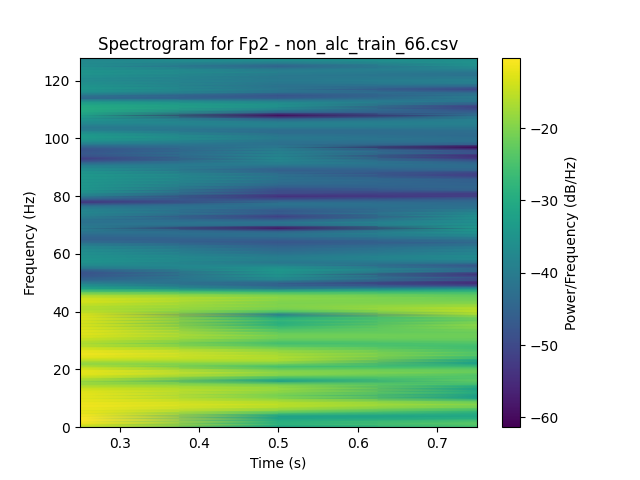 Spectrogram for Fp2 - non_alc_train_66.csv
120
100
80
60
40
20
0
Frequency (Hz)
0.3 0.4 0.5 0.6 0.7
Time (s)
−20
−30
−40
−50
−60
Power/Frequency (dB/Hz)